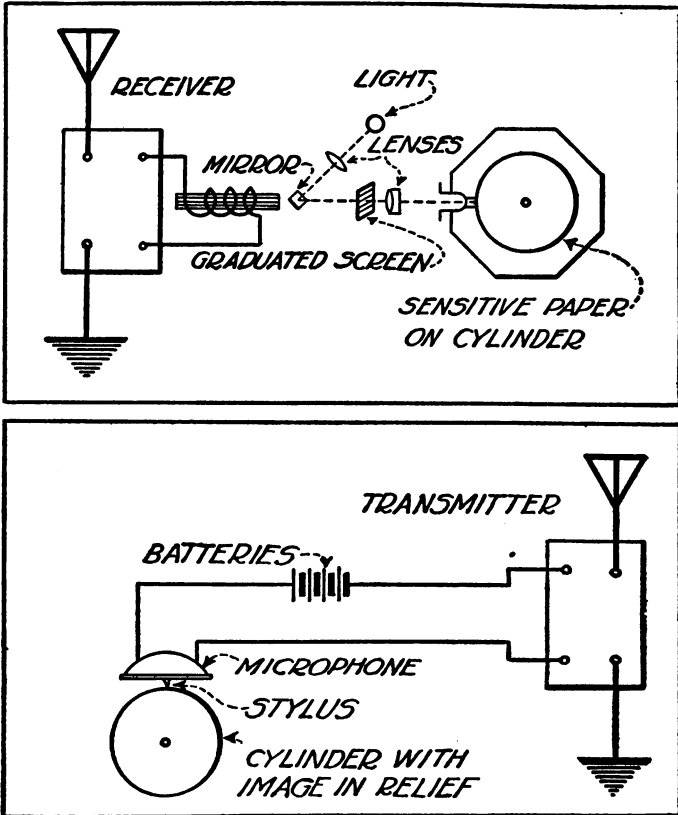 RECEIVER
LIGHT
LENSES
MIRROR
GRADUATED SCREEN
SENSITIVE PAPER
ON CYLINDER
TRANSMITTER
BATTERIES
MICROPHONE
STYLUS
CYLINDER WITH
IMAGE IN RELIEF